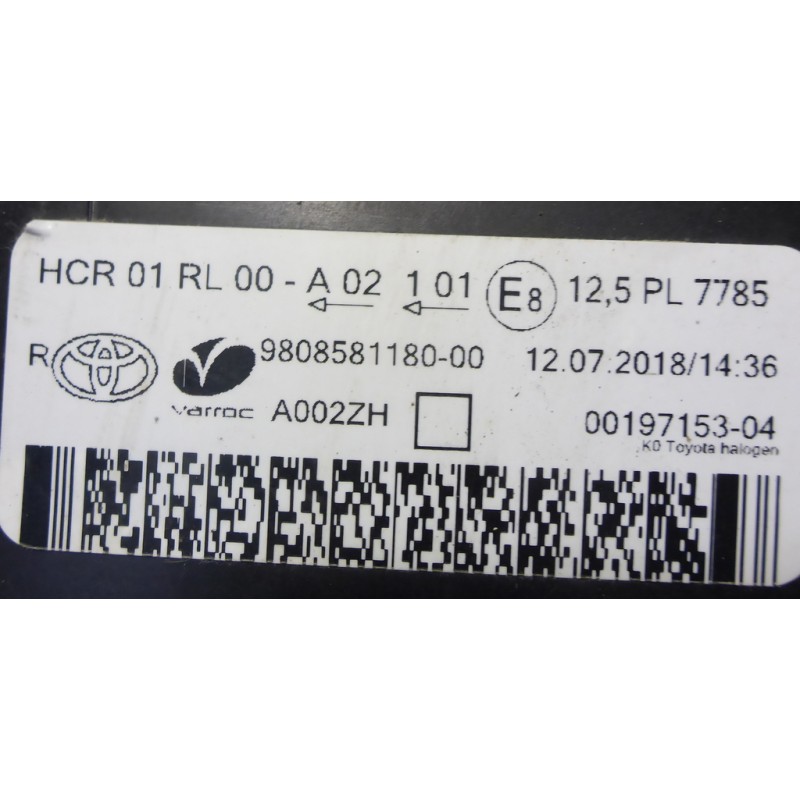 HCR 01 RL 00 - A 02 1 01 E8 12,5 PL 7785
R 9808581180-00 12.07.2018/14:36
varroc A002ZH 00197153-04
K0 Toyota halogen